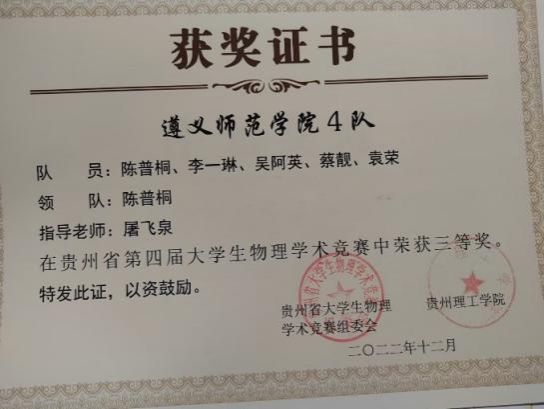 获奖证书
遵义师范学院4队
队 员：陈普桐、李一琳、吴阿英、蔡靓、袁荣
领 队：陈普桐
指导老师：屠飞泉
在贵州省第四届大学生物理学术竞赛中荣获三等奖。
特发此证，以资鼓励。
贵州省大学生物理 贵州理工学院
学术竞赛组委会
二〇二二年十二月